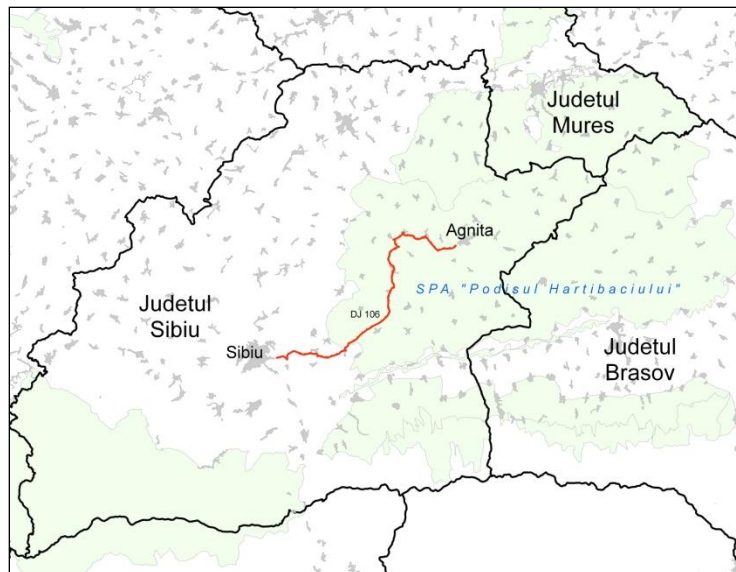 Judetul
Mures
Agnita
SPA "Podisul Hartibaciului"
Judetul
Sibiu
DJ 106
Sibiu
Judetul
Brasov